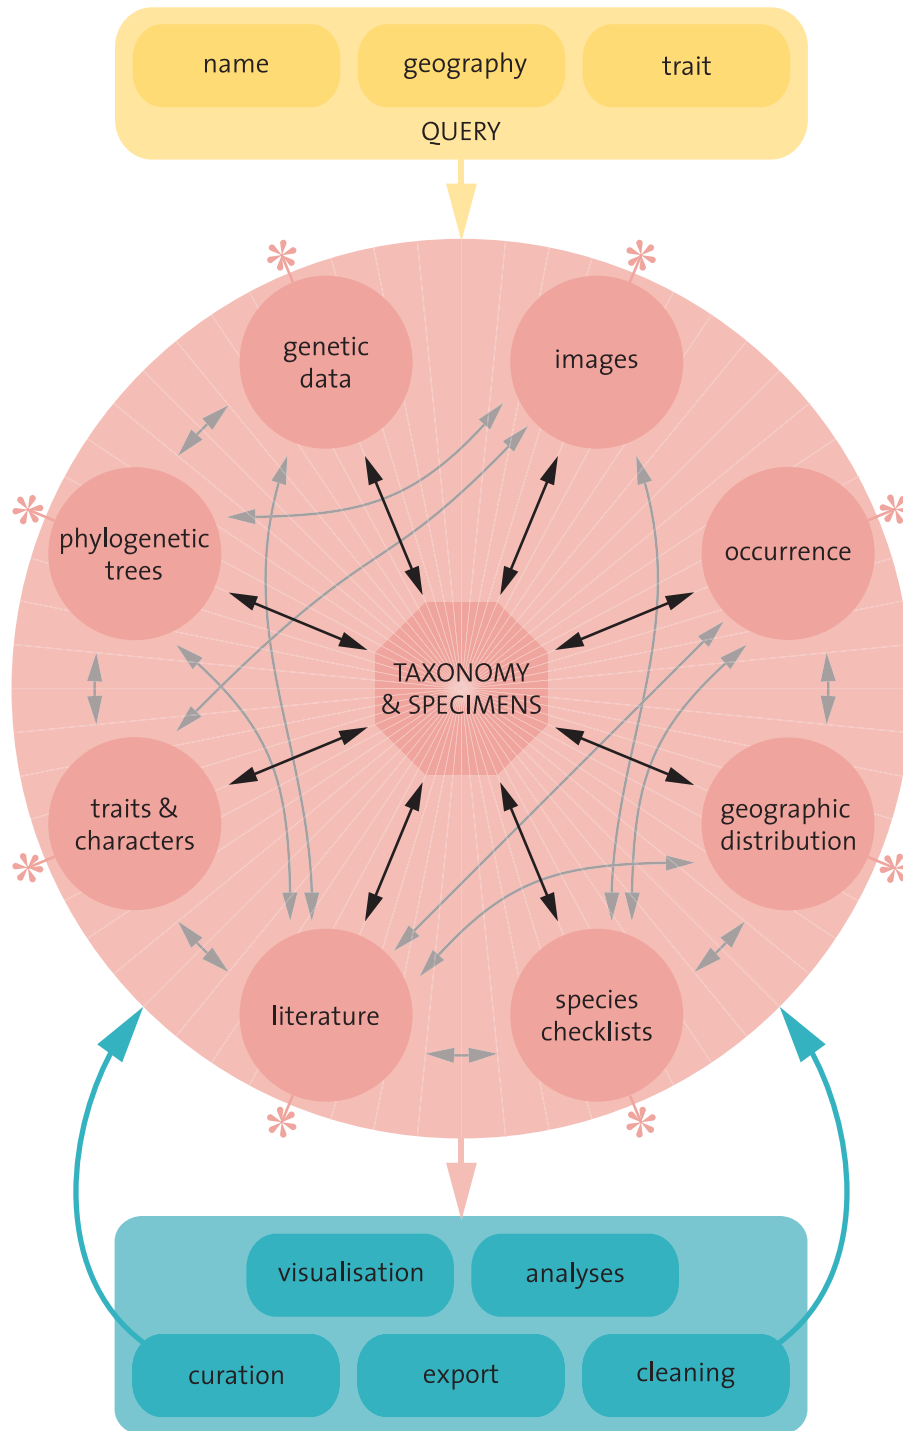 name
geography
trait
QUERY
genetic
data
images
phylogenetic
trees
occurrence
TAXONOMY
& SPECIMENS
traits &
characters
geographic
distribution
literature
species
checklists
visualisation
analyses
curation
export
cleaning